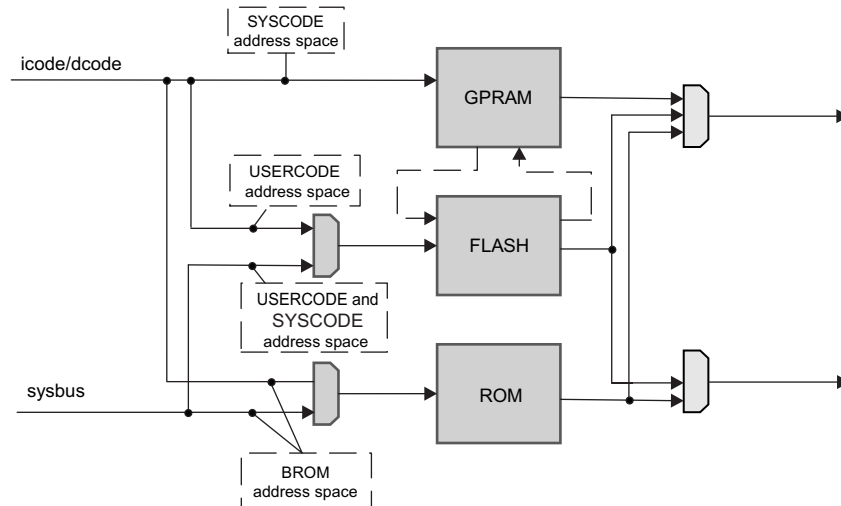 SYSCODE
address space
icode/dcode
GPRAM
USERCODE
address space
FLASH
USERCODE and
SYSCODE
address space
sysbus
ROM
BROM
address space